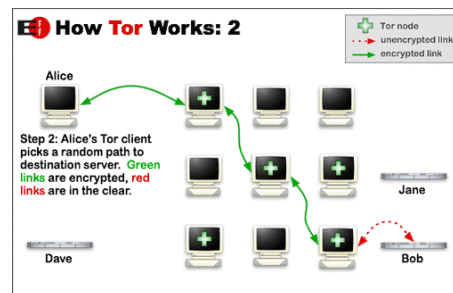 EFF How Tor Works: 2
Tor node
unencrypted link
encrypted link
Alice
Step 2: Alice's Tor client
picks a random path to
destination server. Green
links are encrypted, red
links are in the clear.
Jane
Dave
Bob